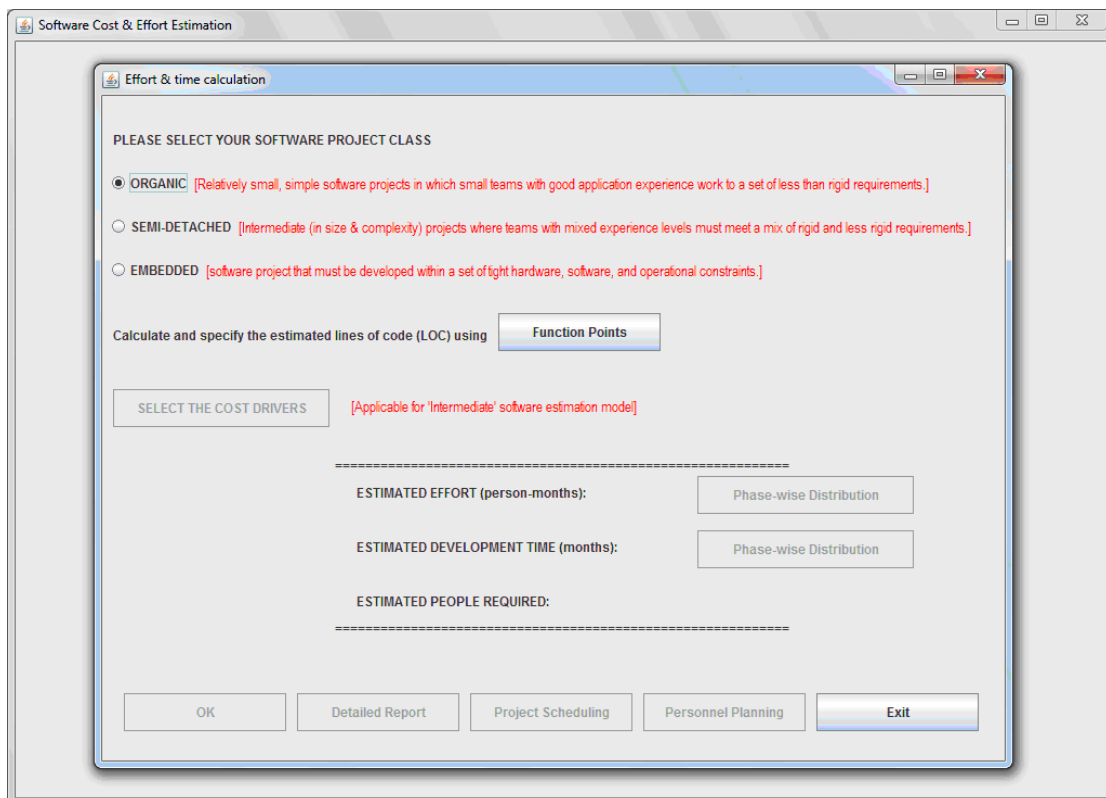 Software Cost & Effort Estimation
Effort & time calculation
PLEASE SELECT YOUR SOFTWARE PROJECT CLASS
ORGANIC [Relatively small, simple software projects in which small teams with good application experience work to a set of less than rigid requirements.]
SEMI-DETACHED [Intermediate (in size & complexity) projects where teams with mixed experience levels must meet a mix of rigid and less rigid requirements.]
EMBEDDED [software project that must be developed within a set of tight hardware, software, and operational constraints.]
Calculate and specify the estimated lines of code (LOC) using Function Points
SELECT THE COST DRIVERS [Applicable for 'Intermediate' software estimation model]
============================================================
ESTIMATED EFFORT (person-months): Phase-wise Distribution
ESTIMATED DEVELOPMENT TIME (months): Phase-wise Distribution
ESTIMATED PEOPLE REQUIRED:
============================================================
OK Detailed Report Project Scheduling Personnel Planning Exit